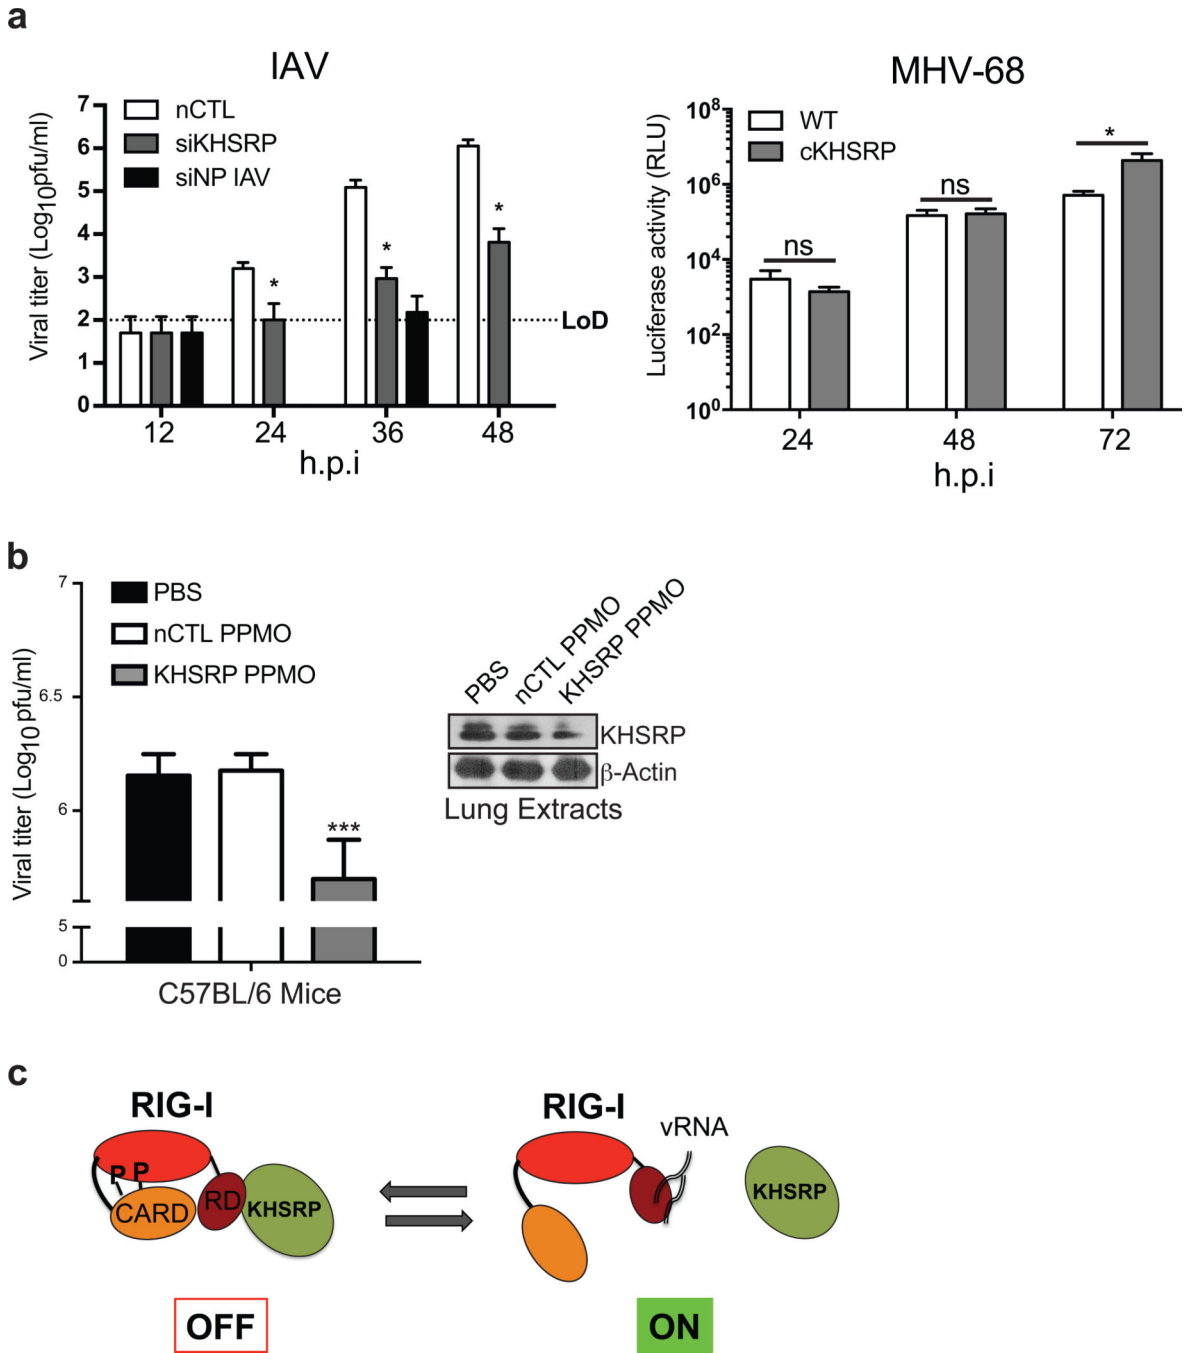 a
IAV
nCTL
siKHSRP
siNP IAV
Viral titer (Log10pfu/ml)
7
6
5
4
3
2
1
0
*
*
*
LoD
12 24 36 48
h.p.i
MHV-68
WT
cKHSRP
Luciferase activity (RLU)
10^8
10^6
10^4
10^2
10^0
ns
ns
*
24 48 72
h.p.i
b
PBS
nCTL PPMO
KHSRP PPMO
Viral titer (Log10pfu/ml)
7
6.5
6
5
0
***
C57BL/6 Mice
PBS
nCTL PPMO
KHSRP PPMO
KHSRP
β-Actin
Lung Extracts
c
RIG-I
P P
CARD
RD
KHSRP
OFF
RIG-I
vRNA
KHSRP
ON